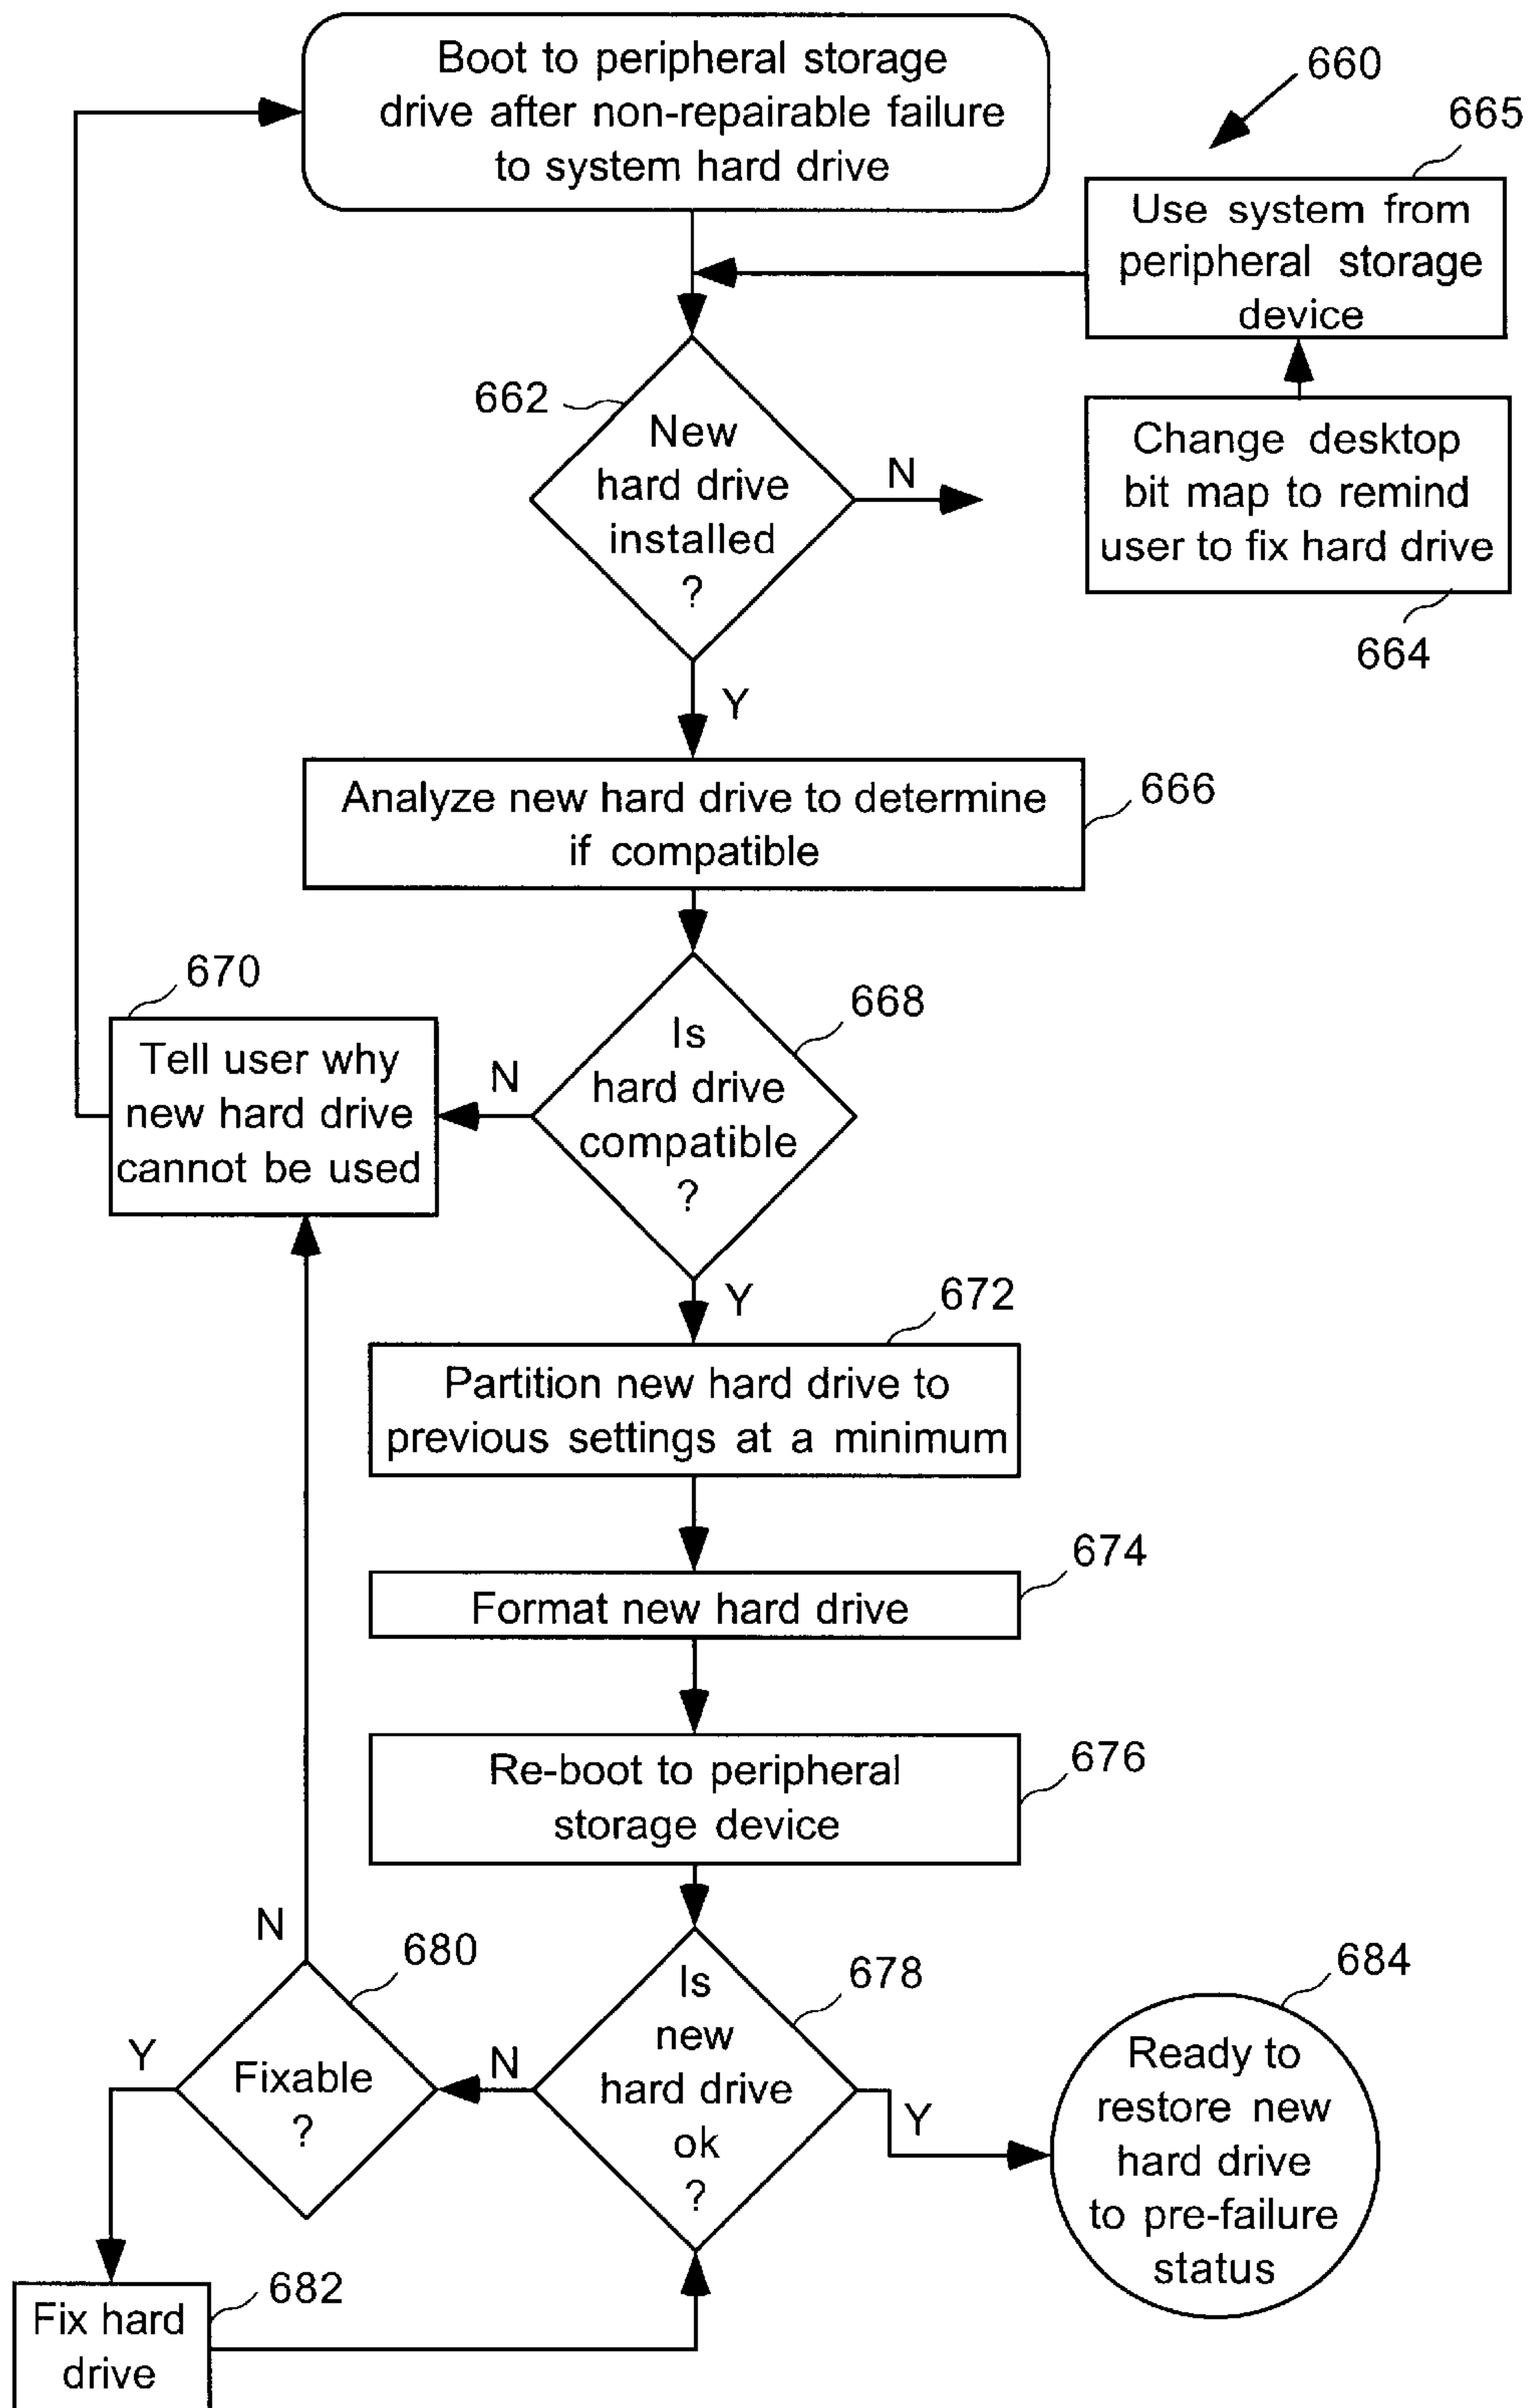 Boot to peripheral storage
drive after non-repairable failure
to system hard drive
660
665
Use system from
peripheral storage
device
662
New
hard drive
installed
?
N
Change desktop
bit map to remind
user to fix hard drive
664
Y
Analyze new hard drive to determine
if compatible
666
670
Tell user why
new hard drive
cannot be used
N
Is
hard drive
compatible
?
668
Y
672
Partition new hard drive to
previous settings at a minimum
674
Format new hard drive
Re-boot to peripheral
storage device
676
N
680
Y
Fixable
?
N
Is
new
hard drive
ok
?
678
Y
684
Ready to
restore new
hard drive
to pre-failure
status
Fix hard
drive
682